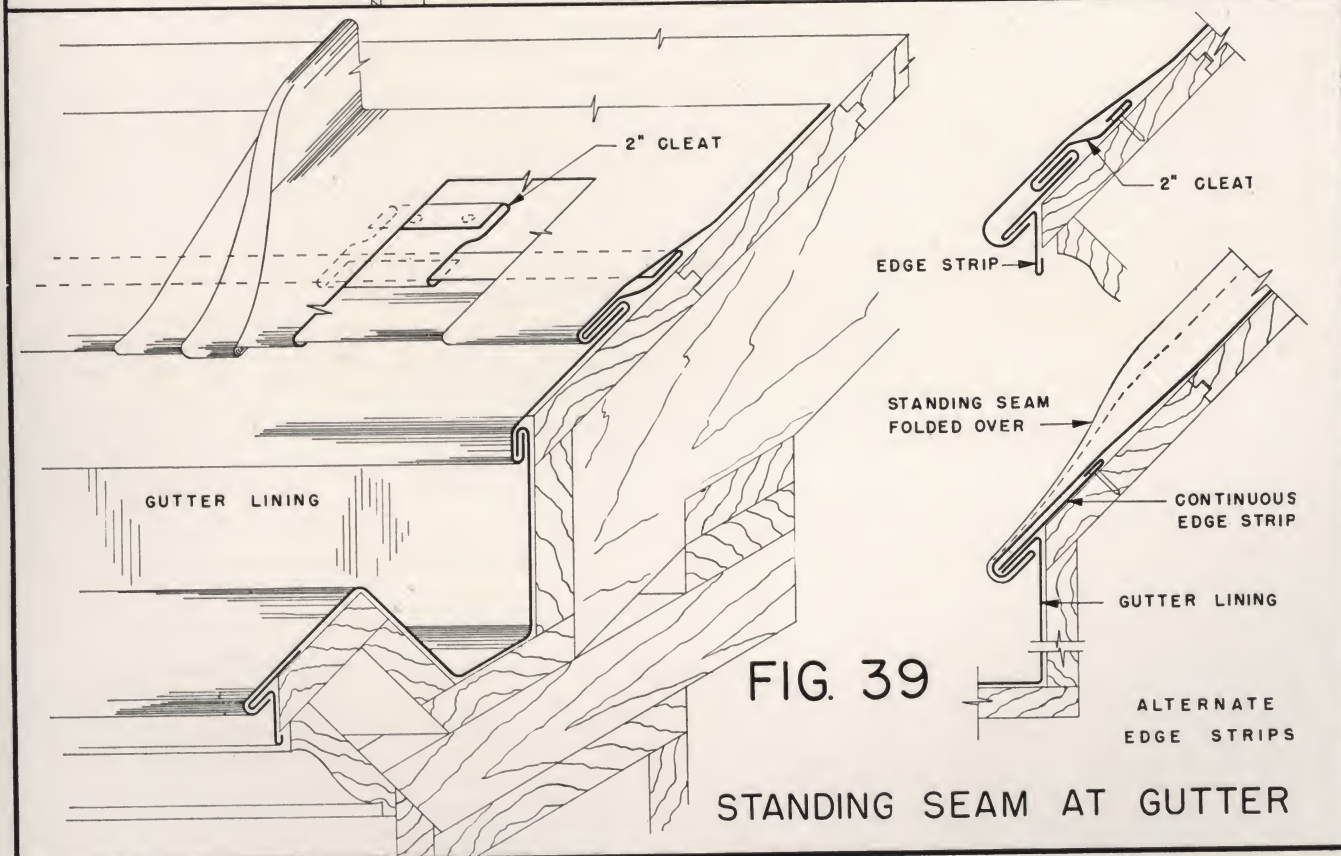 2" CLEAT
GUTTER LINING
2" CLEAT
EDGE STRIP
STANDING SEAM
FOLDED OVER
CONTINUOUS
EDGE STRIP
GUTTER LINING
ALTERNATE
EDGE STRIPS
FIG. 39
STANDING SEAM AT GUTTER